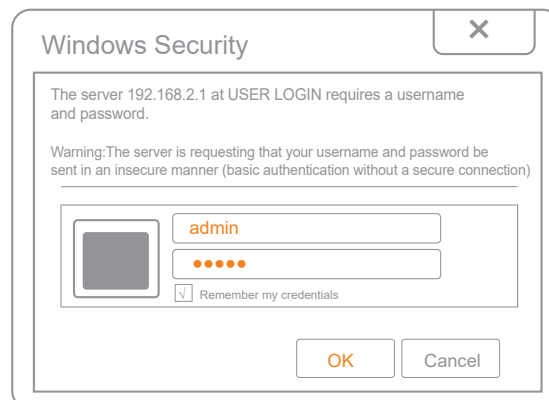 Windows Security
The server 192.168.2.1 at USER LOGIN requires a username
and password.
Warning:The server is requesting that your username and password be
sent in an insecure manner (basic authentication without a secure connection)
admin
●●●●●
√ Remember my credentials
OK Cancel